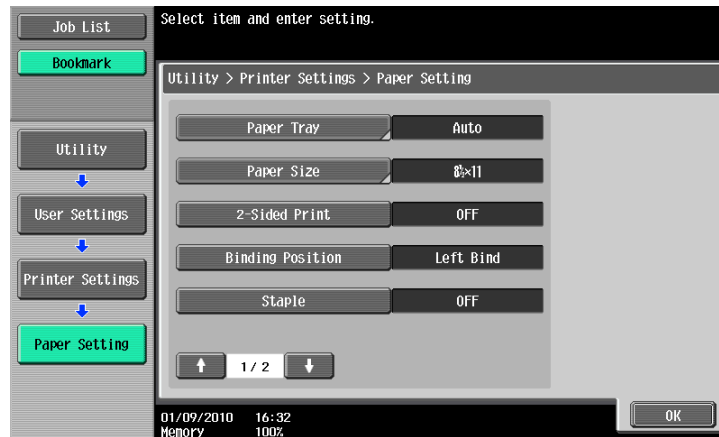 Job List
Select item and enter setting.
Bookmark
Utility > Printer Settings > Paper Setting
Paper Tray Auto
Utility
Paper Size 8½×11
User Settings
2-Sided Print OFF
Binding Position Left Bind
Printer Settings
Staple OFF
Paper Setting
1/2
OK
01/09/2010 16:32
Memory 100%